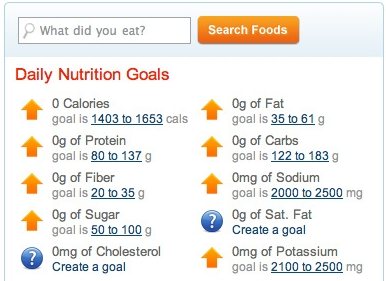 What did you eat?
Search Foods
Daily Nutrition Goals
0 Calories
goal is 1403 to 1653 cals
0g of Fat
goal is 35 to 61 g
0g of Protein
goal is 80 to 137 g
0g of Carbs
goal is 122 to 183 g
0g of Fiber
goal is 20 to 35 g
0mg of Sodium
goal is 2000 to 2500 mg
0g of Sugar
goal is 50 to 100 g
? 0g of Sat. Fat
Create a goal
? 0mg of Cholesterol
Create a goal
0mg of Potassium
goal is 2100 to 2500 mg